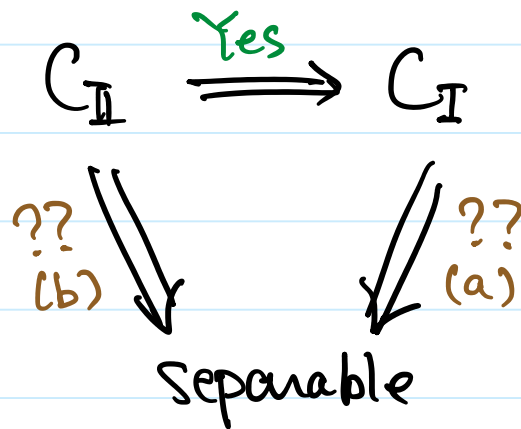 Yes
C_II ⟹ C_I
?? ??
(b) (a)
separable